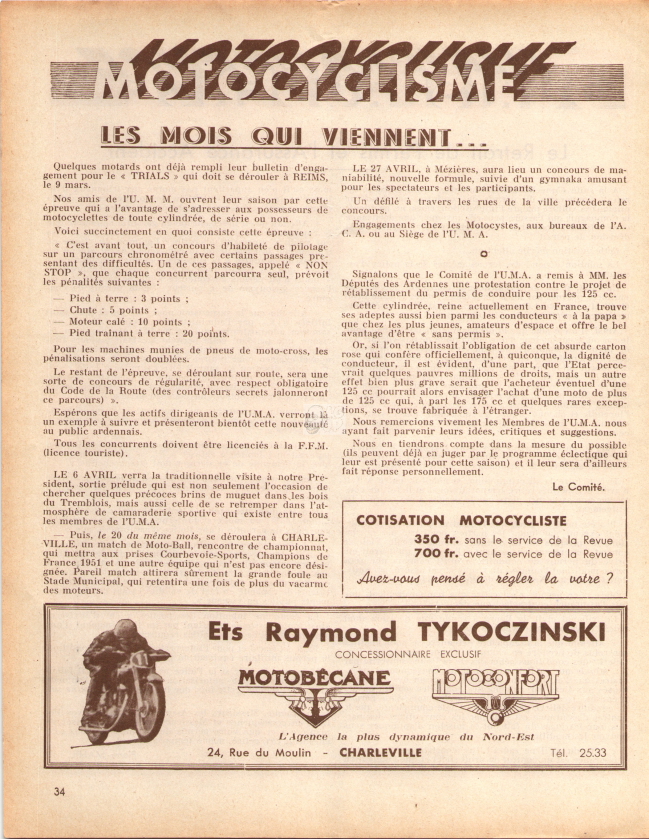 MOTOCYCLISME
LES MOIS QUI VIENNENT...
Quelques motards ont déjà rempli leur bulletin d'enga-
gement pour le « TRIALS » qui doit se dérouler à REIMS,
le 9 mars.
Nos amis de l'U. M. M. ouvrent leur saison par cette
épreuve qui a l'avantage de s'adresser aux possesseurs de
motocyclettes de toute cylindrée, de série ou non.
Voici succinctement en quoi consiste cette épreuve :
« C'est avant tout, un concours d'habileté de pilotage
sur un parcours chronométré avec certains passages pre-
sentant des difficultés. Un de ces passages, appelé « NON
STOP », que chaque concurrent parcourra seul, prévoit
les pénalités suivantes :
— Pied à terre : 3 points ;
— Chute : 5 points ;
— Moteur calé : 10 points ;
— Pied traînant à terre : 20 points.
Pour les machines munies de pneus de moto-cross, les
pénalisations seront doublées.
Le restant de l'épreuve, se déroulant sur route, sera une
sorte de concours de régularité, avec respect obligatoire
du Code de la Route (des contrôleurs secrets jalonneront
ce parcours) ».
Espérons que les actifs dirigeants de l'U.M.A. verront là
un exemple à suivre et présenteront bientôt cette nouveauté
au public ardennais.
Tous les concurrents doivent être licenciés à la F.F.M.
(licence touriste).
LE 6 AVRIL verra la traditionnelle visite à notre Pré-
sident, sortie prélude qui est non seulement l'occasion de
chercher quelques précoces brins de muguet dans les bois
du Tremblois, mais aussi celle de se retremper dans l'at-
mosphère de camaraderie sportive qui existe entre tous
les membres de l'U.M.A.
— Puis, le 20 du même mois, se déroulera à CHARLE-
VILLE, un match de Moto-Ball, rencontre de championnat,
qui mettra aux prises Courbevoie-Sports, Champions de
France 1951 et une autre équipe qui n'est pas encore dési-
gnée. Pareil match attirera sûrement la grande foule au
Stade Municipal, qui retentira une fois de plus du vacarme
des moteurs.
LE 27 AVRIL, à Mézières, aura lieu un concours de ma-
niabilité, nouvelle formule, suivie d'un gymnaka amusant
pour les spectateurs et les participants.
Un défilé à travers les rues de la ville précédera le
concours.
Engagements chez les Motocystes, aux bureaux de l'A.
C. A. ou au Siège de l'U. M. A.
Signalons que le Comité de l'U.M.A. a remis à MM. les
Députés des Ardennes une protestation contre le projet de
rétablissement du permis de conduire pour les 125 cc.
Cette cylindrée, reine actuellement en France, trouve
ses adeptes aussi bien parmi les conducteurs « à la papa »
que chez les plus jeunes, amateurs d'espace et offre le bel
avantage d'être « sans permis ».
Or, si l'on rétablissait l'obligation de cet absurde carton
rose qui confère officiellement, à quiconque, la dignité de
conducteur, il est évident, d'une part, que l'Etat perce-
vrait quelques pauvres millions de droits, mais un autre
effet bien plus grave serait que l'acheteur éventuel d'une
125 cc pourrait alors envisager l'achat d'une moto de plus
de 125 cc qui, à part les 175 cc et quelques rares excep-
tions, se trouve fabriquée à l'étranger.
Nous remercions vivement les Membres de l'U.M.A. nous
ayant fait parvenir leurs idées, critiques et suggestions.
Nous en tiendrons compte dans la mesure du possible
(ils peuvent déjà en juger par le programme éclectique qui
leur est présenté pour cette saison) et il leur sera d'ailleurs
fait réponse personnellement.
Le Comité.
COTISATION MOTOCYCLISTE
350 fr. sans le service de la Revue
700 fr. avec le service de la Revue
Avez-vous pensé à régler la votre ?
Ets Raymond TYKOCZINSKI
CONCESSIONNAIRE EXCLUSIF
MOTOBÉCANE
MOTOCONFORT
L'Agence la plus dynamique du Nord-Est
24, Rue du Moulin - CHARLEVILLE Tél. 25.33
34